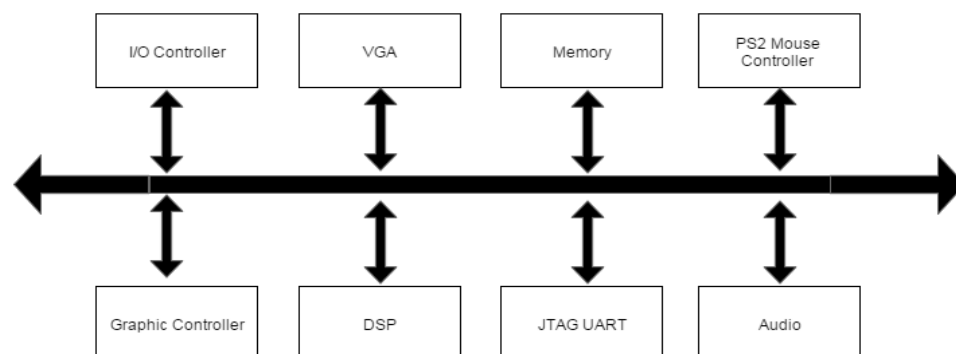 I/O Controller
VGA
Memory
PS2 Mouse
Controller
Graphic Controller
DSP
JTAG UART
Audio